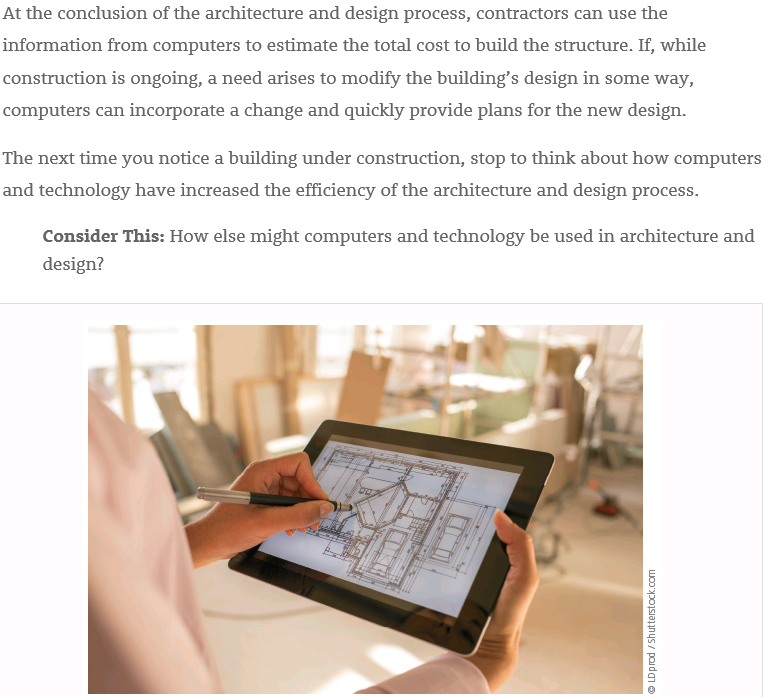 At the conclusion of the architecture and design process, contractors can use the
information from computers to estimate the total cost to build the structure. If, while
construction is ongoing, a need arises to modify the building’s design in some way,
computers can incorporate a change and quickly provide plans for the new design.
The next time you notice a building under construction, stop to think about how computers
and technology have increased the efficiency of the architecture and design process.
Consider This: How else might computers and technology be used in architecture and
design?
© LDprod / Shutterstock.com